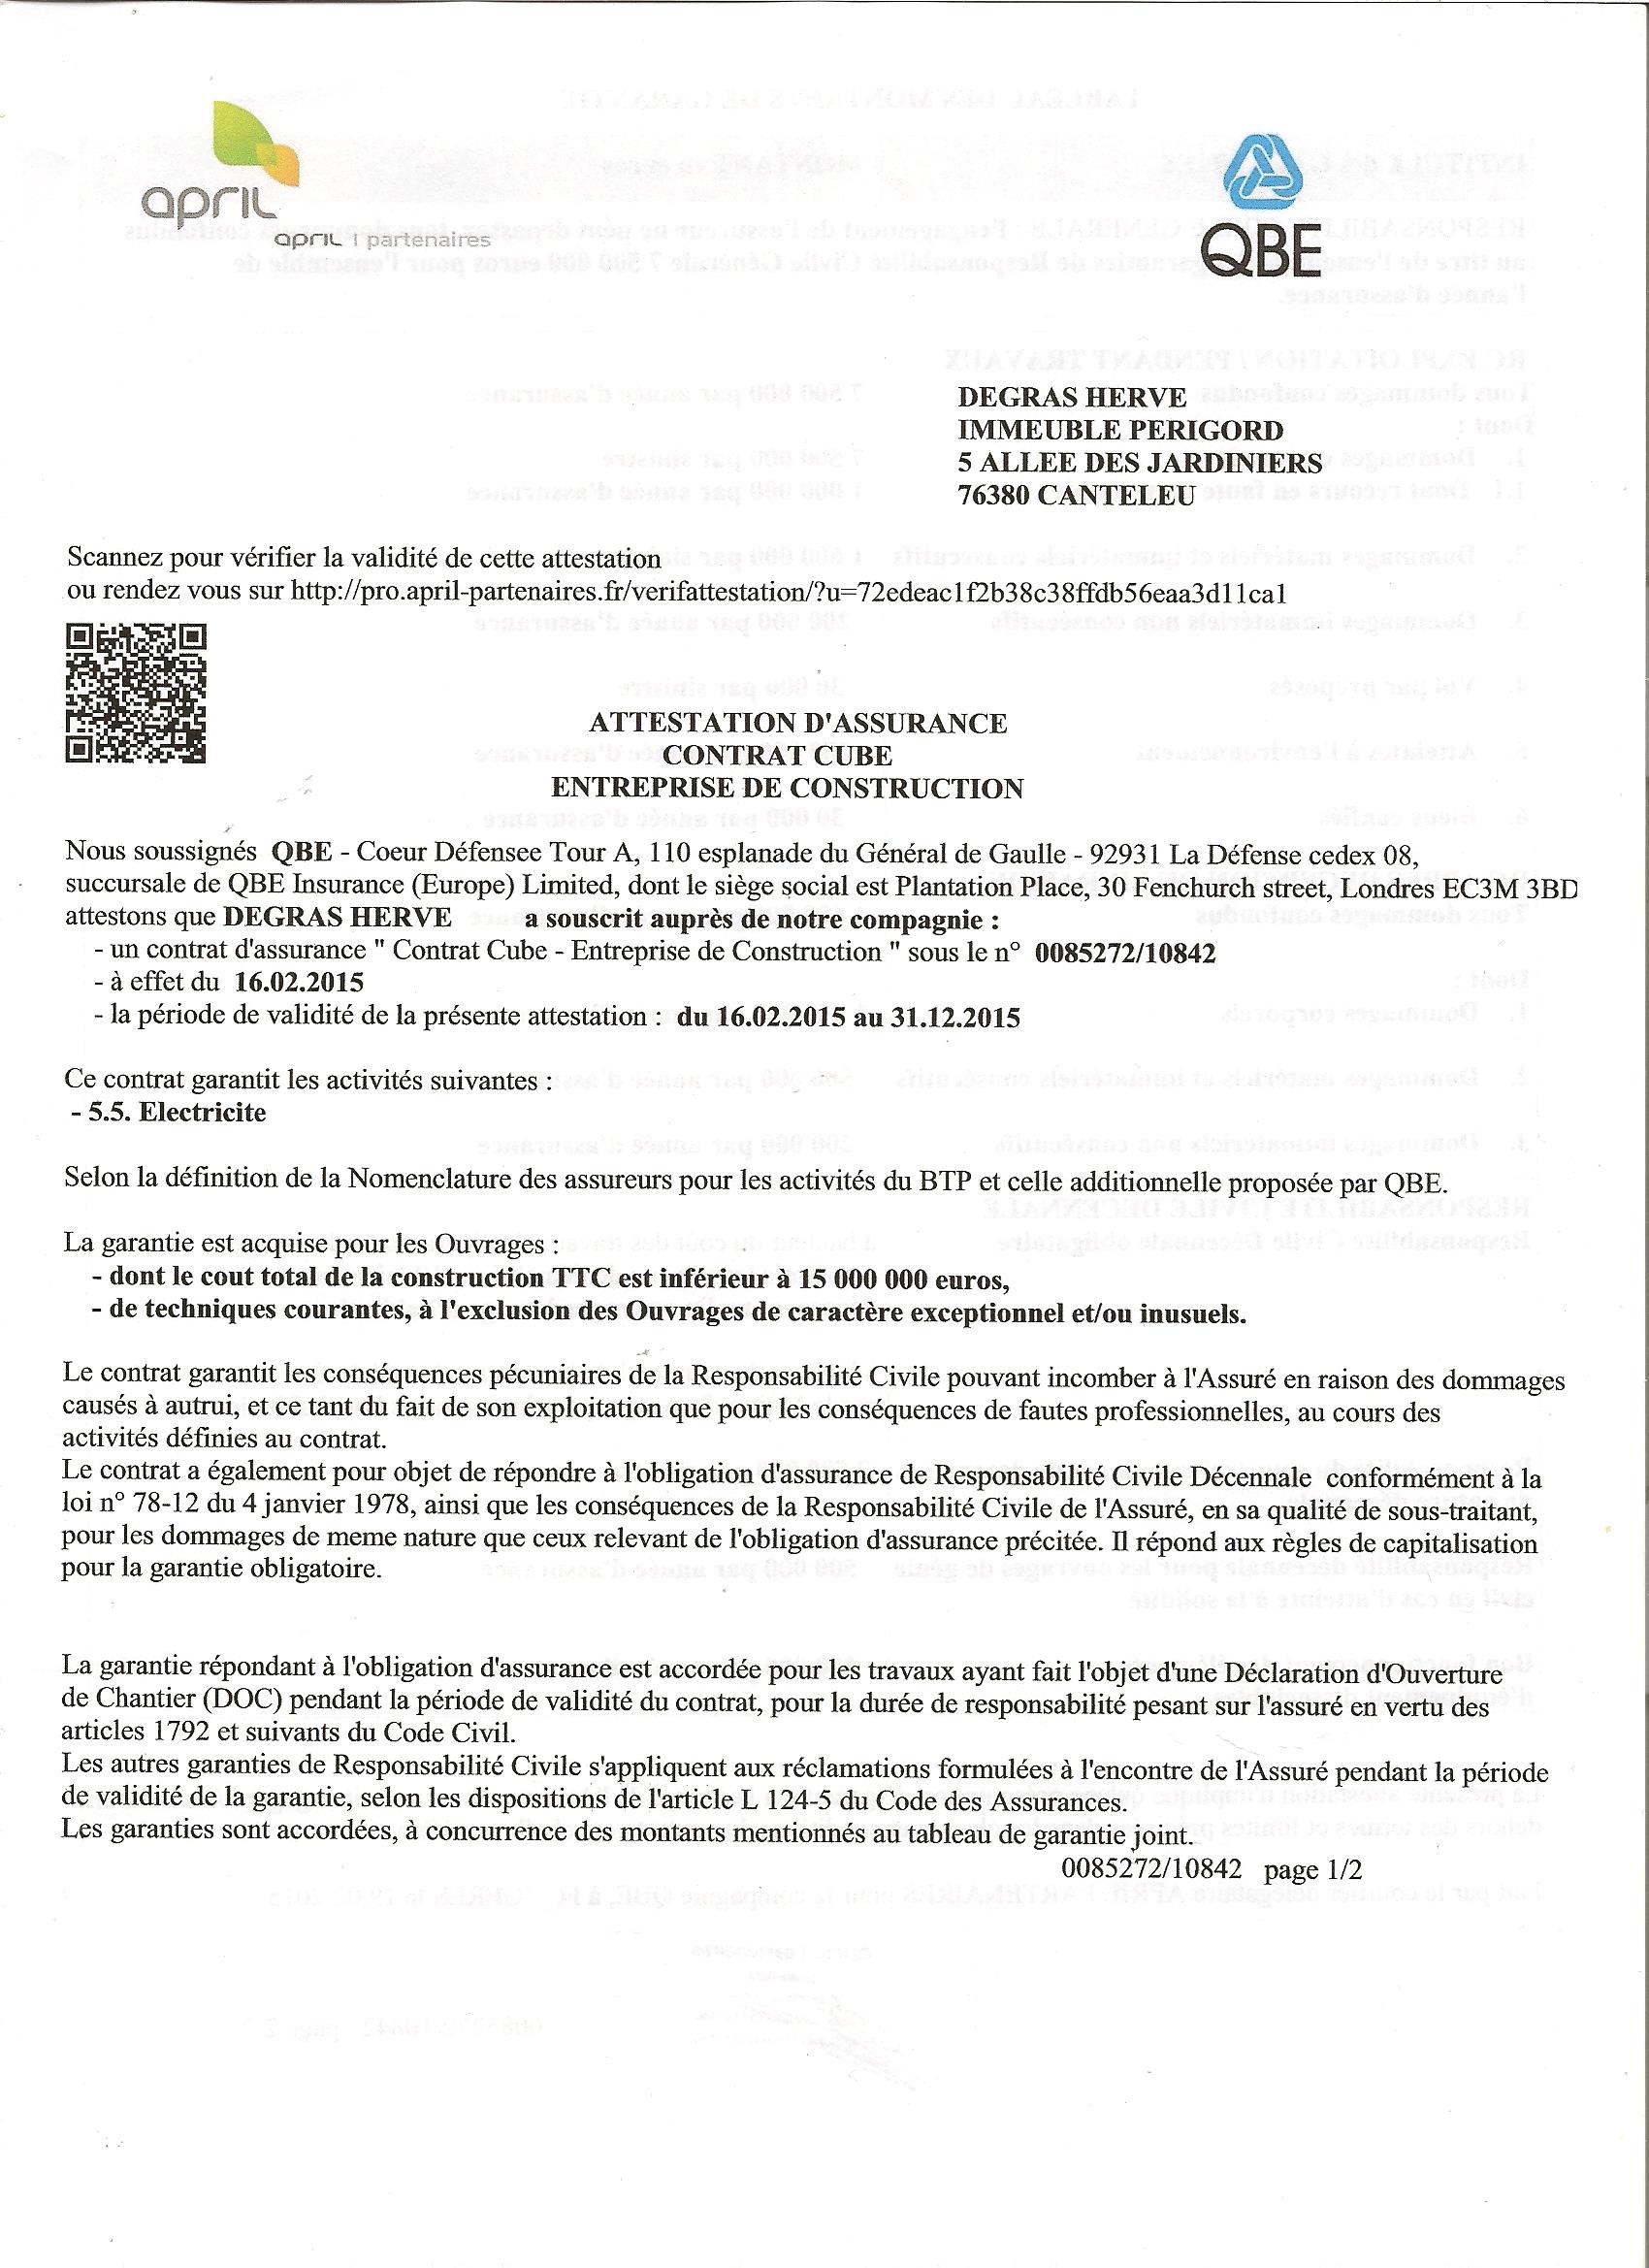 april
april | partenaires
QBE
DEGRAS HERVE
IMMEUBLE PERIGORD
5 ALLEE DES JARDINIERS
76380 CANTELEU
Scannez pour vérifier la validité de cette attestation
ou rendez vous sur http://pro.april-partenaires.fr/verifattestation/?u=72edeac1f2b38c38ffdb56eaa3d11ca1
ATTESTATION D'ASSURANCE
CONTRAT CUBE
ENTREPRISE DE CONSTRUCTION
Nous soussignés QBE - Coeur Défensee Tour A, 110 esplanade du Général de Gaulle - 92931 La Défense cedex 08,
succursale de QBE Insurance (Europe) Limited, dont le siège social est Plantation Place, 30 Fenchurch street, Londres EC3M 3BD
attestons que DEGRAS HERVE a souscrit auprès de notre compagnie :
- un contrat d'assurance " Contrat Cube - Entreprise de Construction " sous le n° 0085272/10842
- à effet du 16.02.2015
- la période de validité de la présente attestation : du 16.02.2015 au 31.12.2015
Ce contrat garantit les activités suivantes :
- 5.5. Electricite
Selon la définition de la Nomenclature des assureurs pour les activités du BTP et celle additionnelle proposée par QBE.
La garantie est acquise pour les Ouvrages :
- dont le cout total de la construction TTC est inférieur à 15 000 000 euros,
- de techniques courantes, à l'exclusion des Ouvrages de caractère exceptionnel et/ou inusuels.
Le contrat garantit les conséquences pécuniaires de la Responsabilité Civile pouvant incomber à l'Assuré en raison des dommages
causés à autrui, et ce tant du fait de son exploitation que pour les conséquences de fautes professionnelles, au cours des
activités définies au contrat.
Le contrat a également pour objet de répondre à l'obligation d'assurance de Responsabilité Civile Décennale conformément à la
loi n° 78-12 du 4 janvier 1978, ainsi que les conséquences de la Responsabilité Civile de l'Assuré, en sa qualité de sous-traitant,
pour les dommages de meme nature que ceux relevant de l'obligation d'assurance précitée. Il répond aux règles de capitalisation
pour la garantie obligatoire.
La garantie répondant à l'obligation d'assurance est accordée pour les travaux ayant fait l'objet d'une Déclaration d'Ouverture
de Chantier (DOC) pendant la période de validité du contrat, pour la durée de responsabilité pesant sur l'assuré en vertu des
articles 1792 et suivants du Code Civil.
Les autres garanties de Responsabilité Civile s'appliquent aux réclamations formulées à l'encontre de l'Assuré pendant la période
de validité de la garantie, selon les dispositions de l'article L 124-5 du Code des Assurances.
Les garanties sont accordées, à concurrence des montants mentionnés au tableau de garantie joint.
0085272/10842 page 1/2